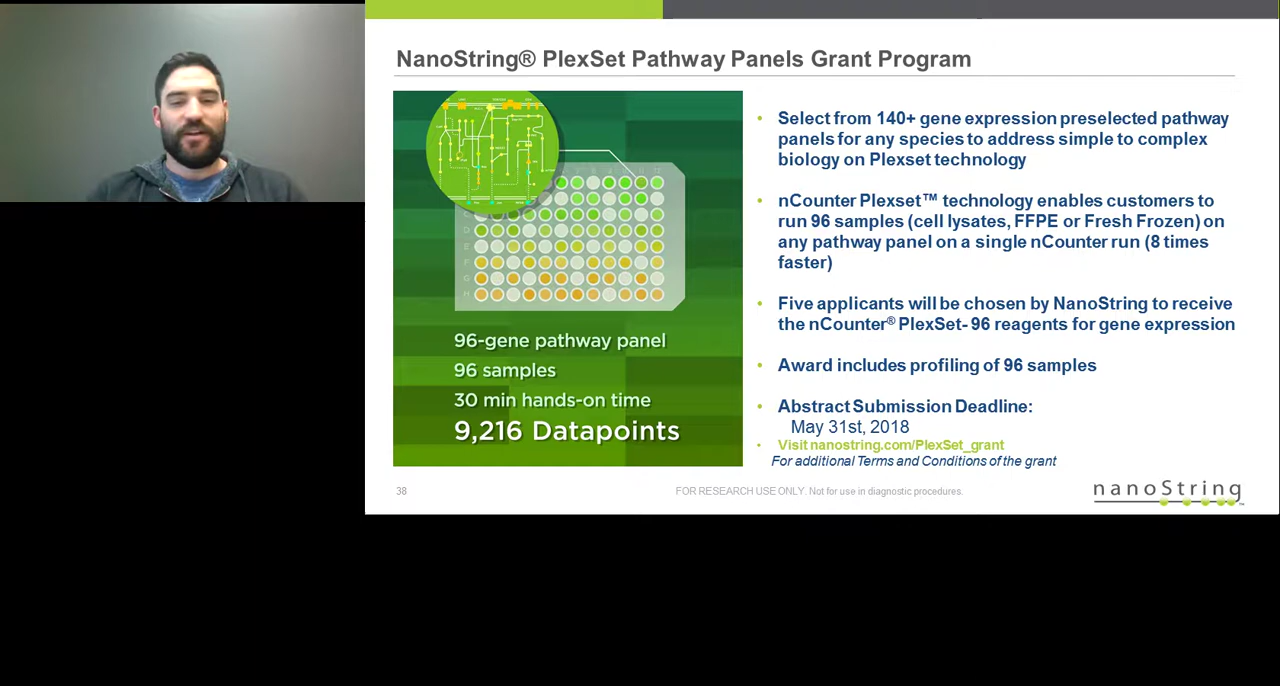 NanoString® PlexSet Pathway Panels Grant Program
96-gene pathway panel
96 samples
30 min hands-on time
9,216 Datapoints
• Select from 140+ gene expression preselected pathway
panels for any species to address simple to complex
biology on Plexset technology
• nCounter Plexset™ technology enables customers to
run 96 samples (cell lysates, FFPE or Fresh Frozen) on
any pathway panel on a single nCounter run (8 times
faster)
• Five applicants will be chosen by NanoString to receive
the nCounter® PlexSet- 96 reagents for gene expression
• Award includes profiling of 96 samples
• Abstract Submission Deadline:
May 31st, 2018
• Visit nanostring.com/PlexSet_grant
For additional Terms and Conditions of the grant
38
FOR RESEARCH USE ONLY. Not for use in diagnostic procedures.
nanoString™